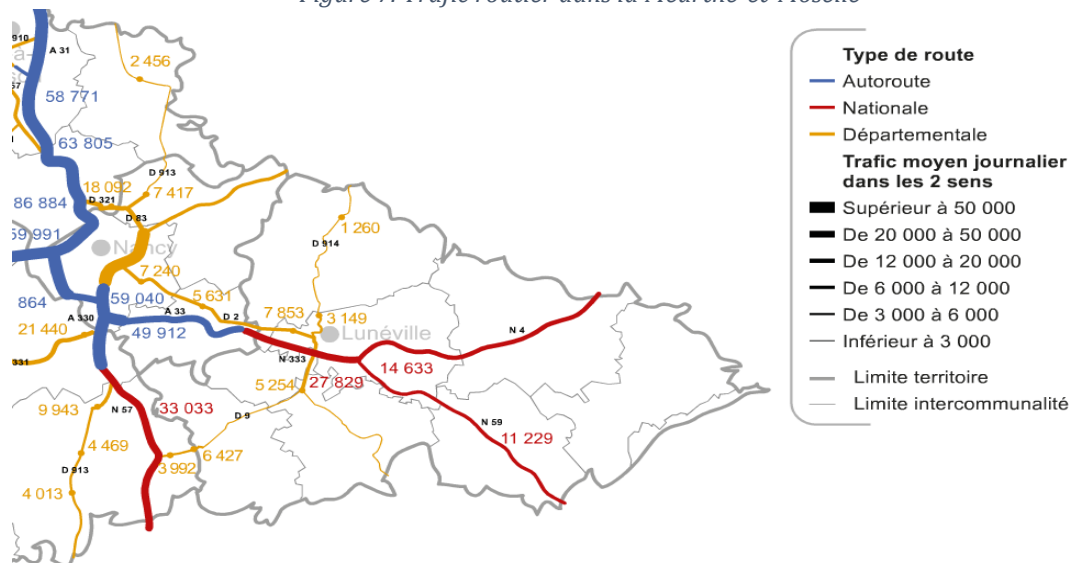 910
A 31
2 456
57
58 771
63 805
D 913
18 092
7 417
D 321
86 884
D 83
59 991
Nancy
1 260
D 914
7 240
864
59 040
5 631
A 330
A 33
D 2
7 853
3 149
21 440
49 912
Lunéville
N 4
331
N 333
14 633
5 254
27 829
9 943
N 57
33 033
D 9
N 59
11 229
4 469
6 427
D 913
3 992
4 013
Type de route
Autoroute
Nationale
Départementale
Trafic moyen journalier
dans les 2 sens
Supérieur à 50 000
De 20 000 à 50 000
De 12 000 à 20 000
De 6 000 à 12 000
De 3 000 à 6 000
Inférieur à 3 000
Limite territoire
Limite intercommunalité